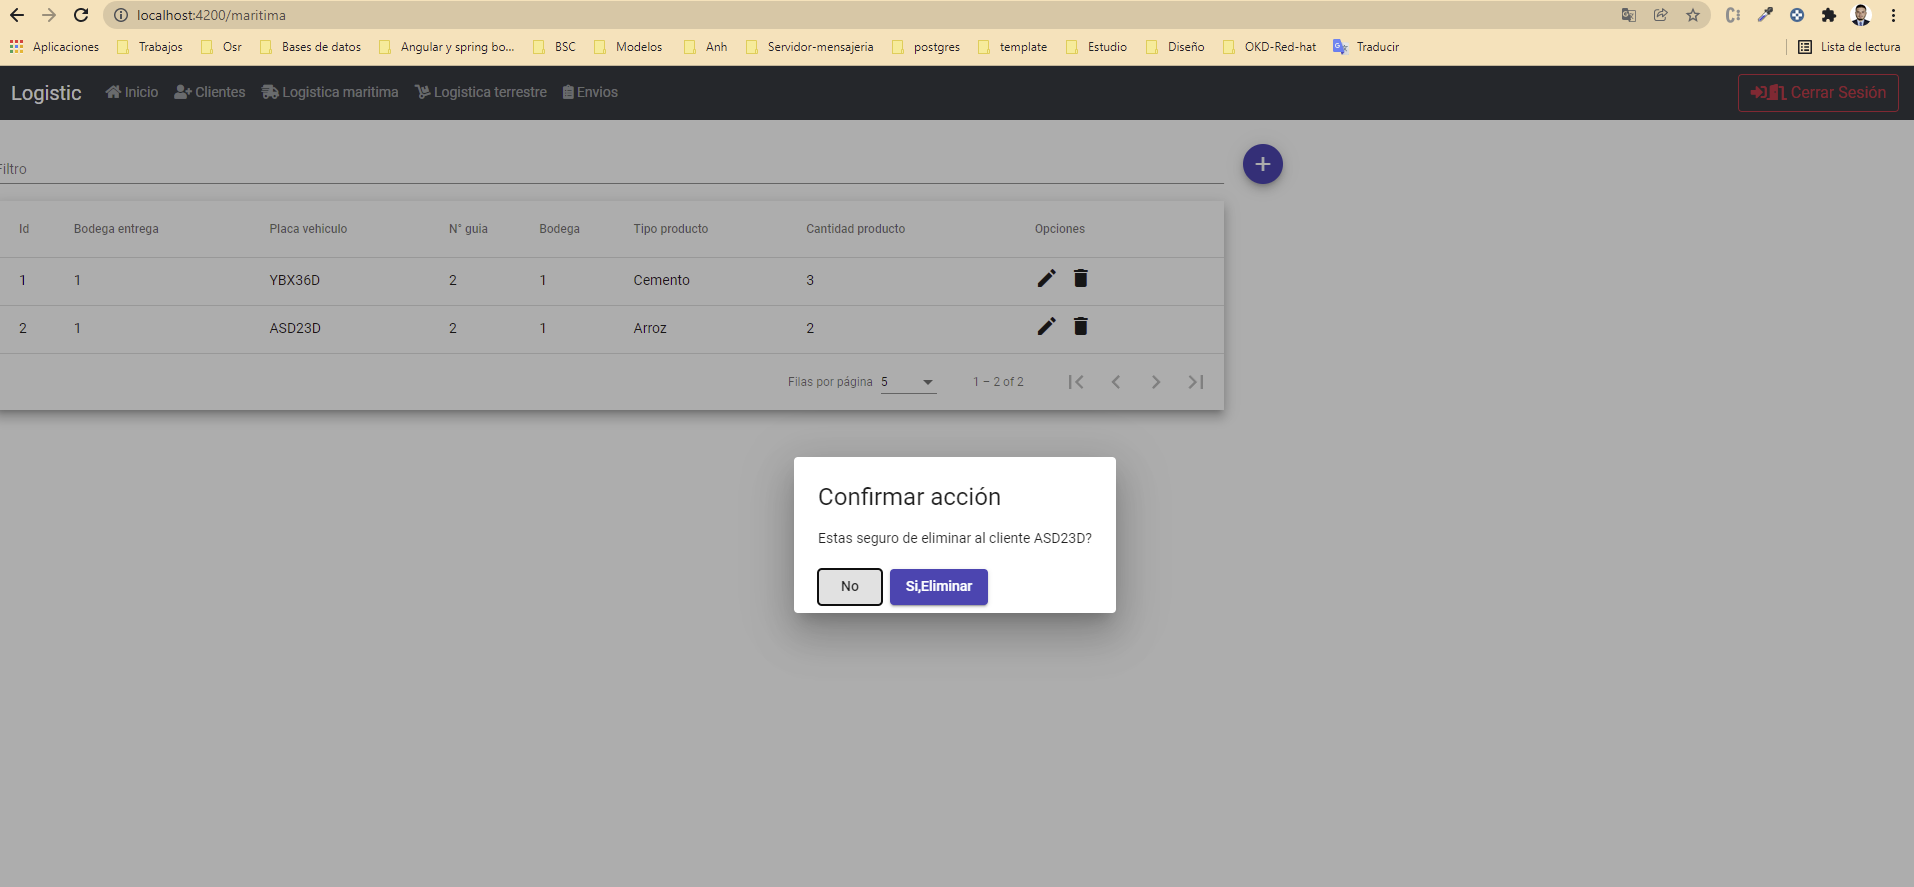 localhost:4200/maritima
Aplicaciones Trabajos Osr Bases de datos Angular y spring bo... BSC Modelos Anh Servidor-mensajeria postgres template Estudio Diseño OKD-Red-hat Traducir Lista de lectura
Logistic Inicio Clientes Logistica maritima Logistica terrestre Envios Cerrar Sesión
Filtro
Id Bodega entrega Placa vehiculo N° guia Bodega Tipo producto Cantidad producto Opciones
1 1 YBX36D 2 1 Cemento 3
2 1 ASD23D 2 1 Arroz 2
Filas por página 5 1 – 2 of 2
Confirmar acción
Estas seguro de eliminar al cliente ASD23D?
No Si,Eliminar